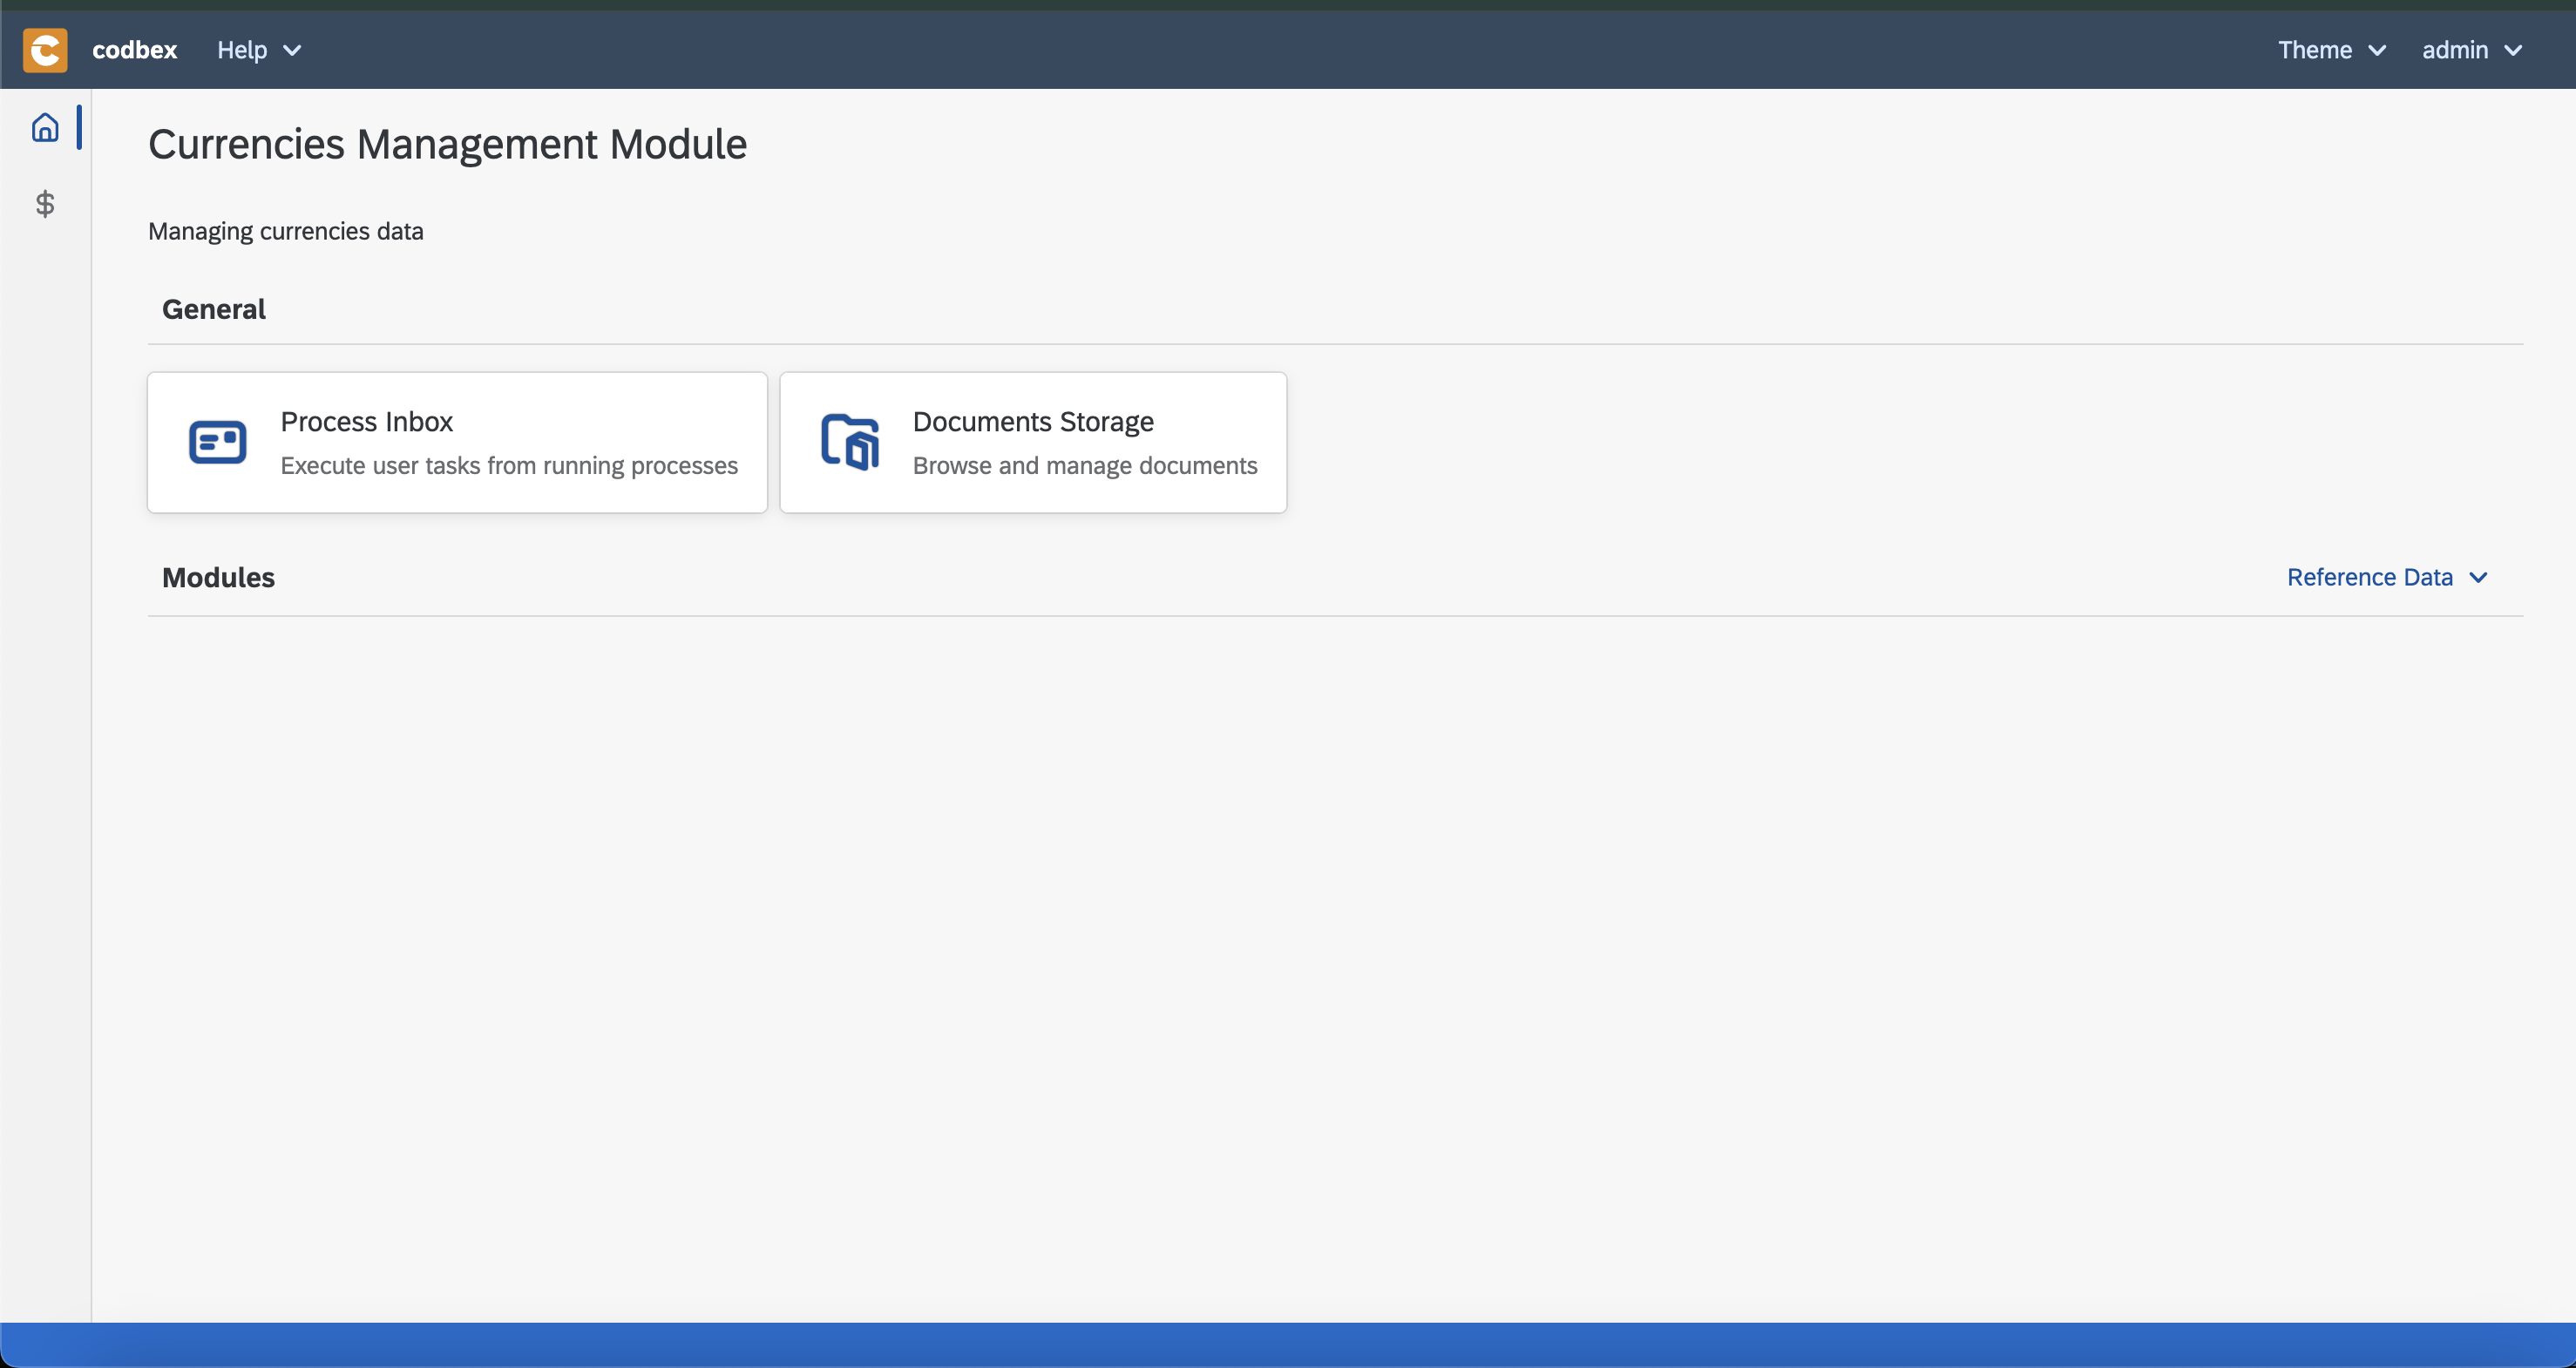 codbex Help Theme admin
Currencies Management Module
Managing currencies data
General
Process Inbox
Execute user tasks from running processes
Documents Storage
Browse and manage documents
Modules Reference Data